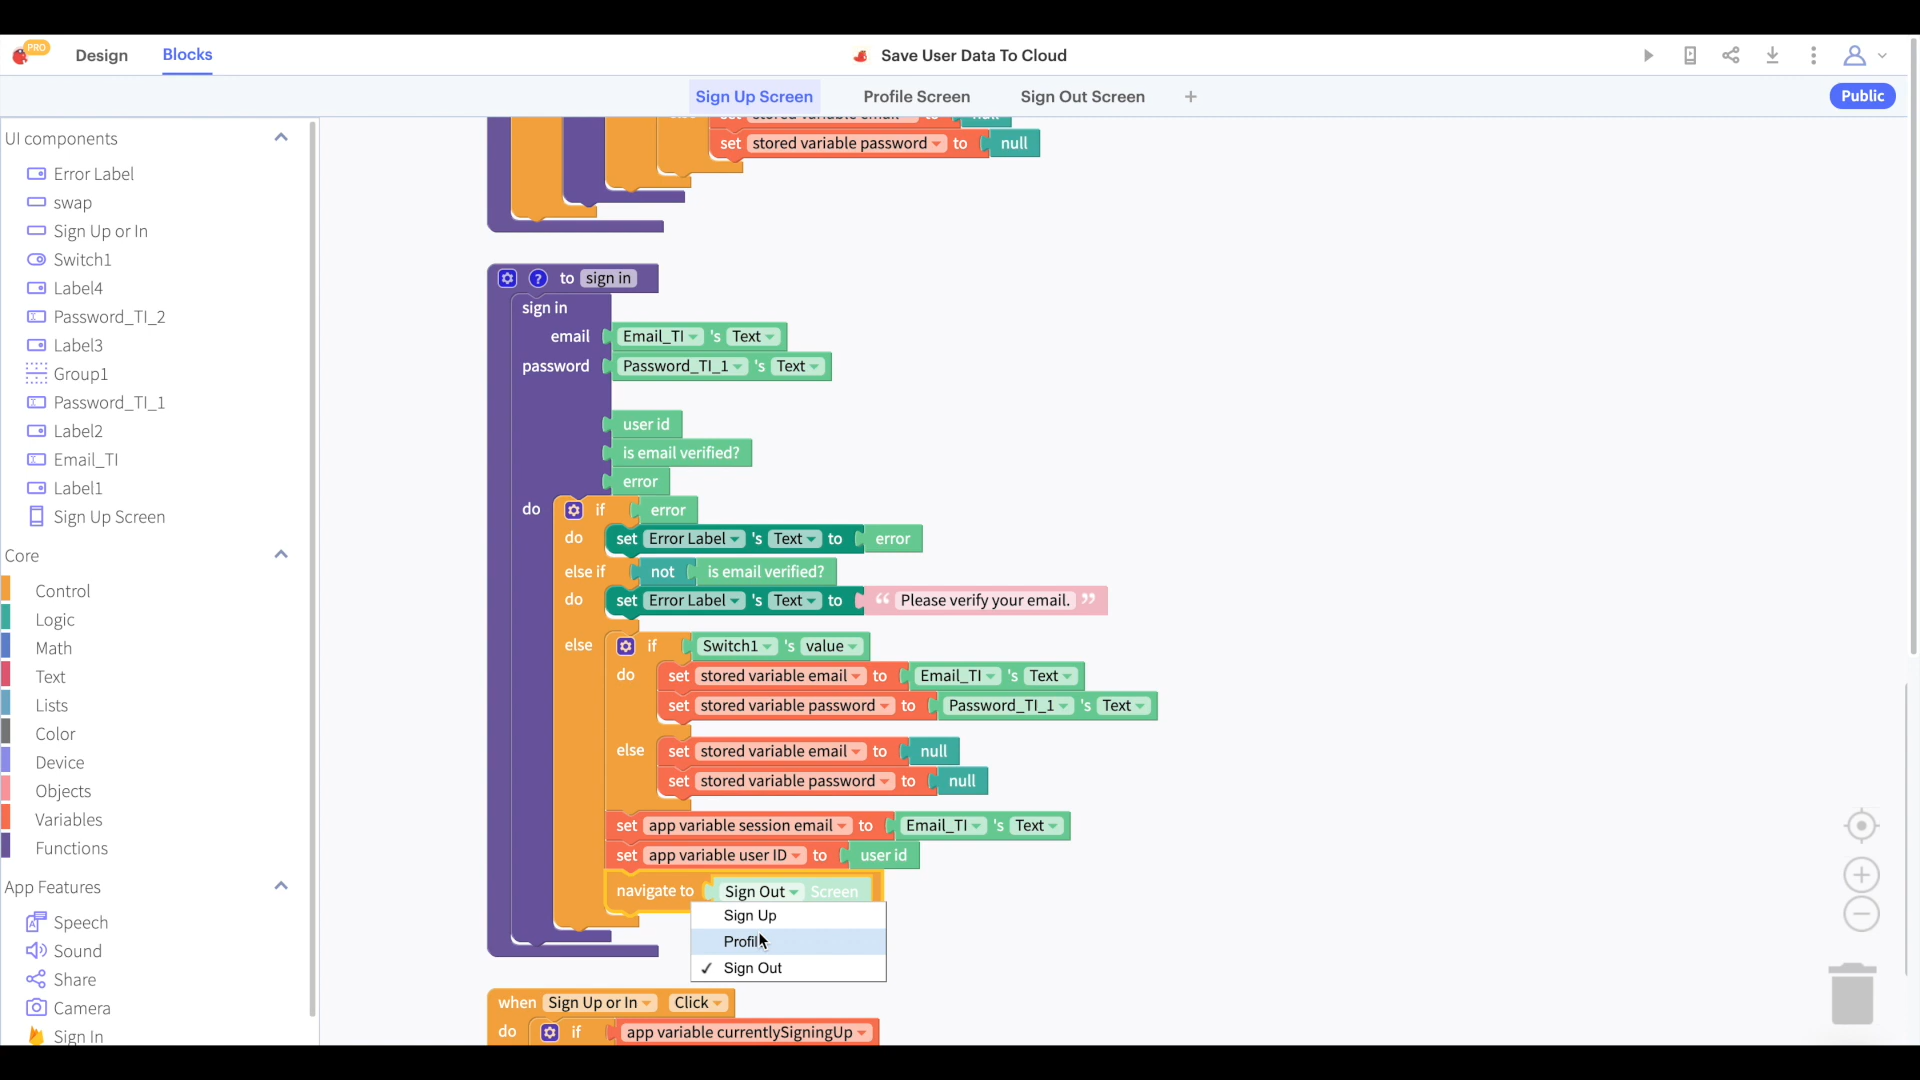 PRO
Design
Blocks
Save User Data To Cloud
Sign Up Screen
Profile Screen
Sign Out Screen
+
Public
UI components
Error Label
swap
Sign Up or In
Switch1
Label4
Password_TI_2
Label3
Group1
Password_TI_1
Label2
Email_TI
Label1
Sign Up Screen
Core
Control
Logic
Math
Text
Lists
Color
Device
Objects
Variables
Functions
App Features
Speech
Sound
Share
Camera
Sign In
set stored variable password to null
? to sign in
sign in
email Email_TI 's Text
password Password_TI_1 's Text
user id
is email verified?
error
do if error
do set Error Label 's Text to error
else if not is email verified?
do set Error Label 's Text to “ Please verify your email. ”
else if Switch1 's value
do set stored variable email to Email_TI 's Text
set stored variable password to Password_TI_1 's Text
else set stored variable email to null
set stored variable password to null
set app variable session email to Email_TI 's Text
set app variable user ID to user id
navigate to Sign Out Screen
Sign Up
Profile
✓ Sign Out
when Sign Up or In Click
do if app variable currentlySigningUp